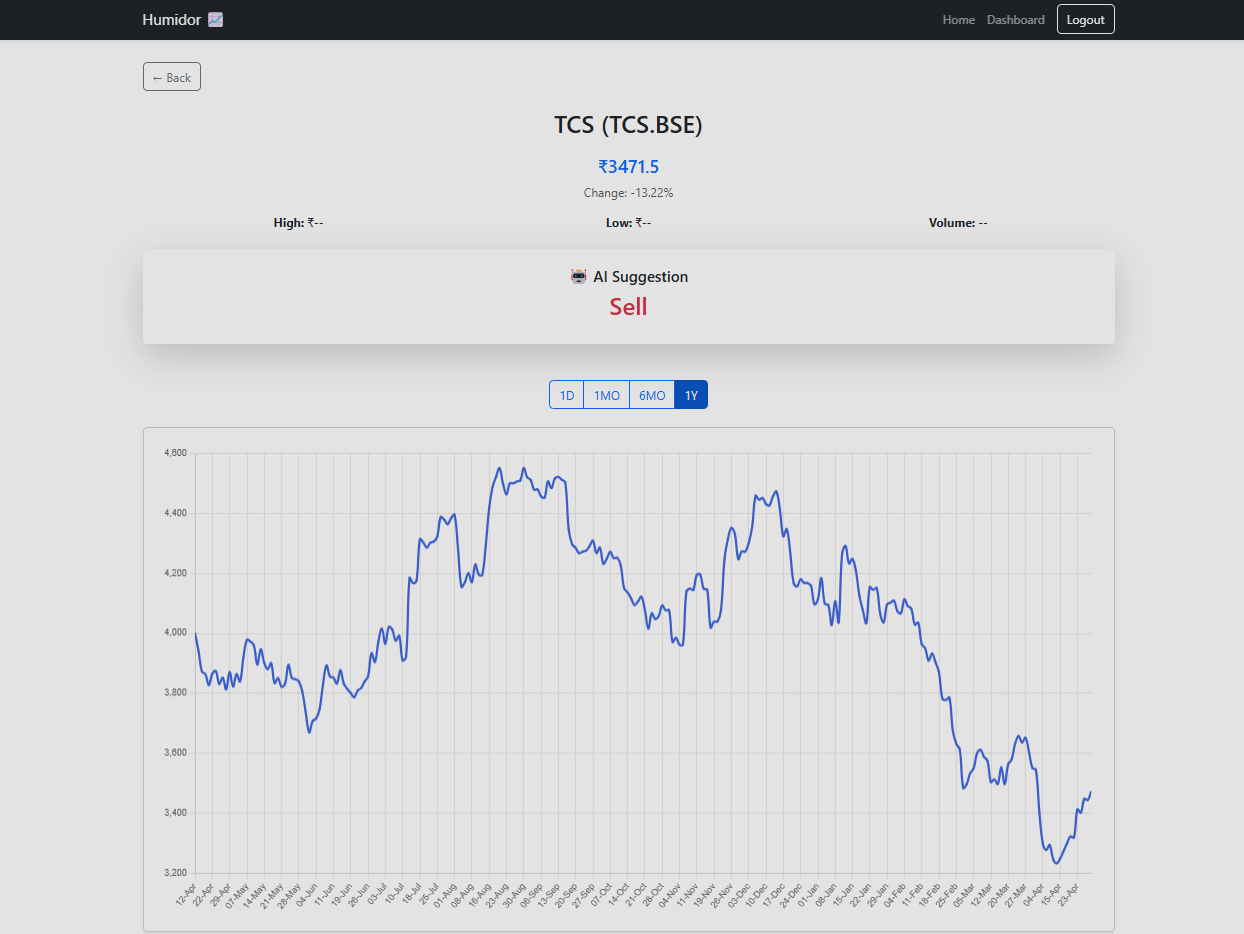 Humidor
Home Dashboard Logout
← Back
TCS (TCS.BSE)
₹3471.5
Change: -13.22%
High: ₹-- Low: ₹-- Volume: --
AI Suggestion
Sell
1D 1MO 6MO 1Y
4,600
4,400
4,200
4,000
3,800
3,600
3,400
3,200
12-Apr 22-Apr 29-Apr 07-May 14-May 21-May 28-May 04-Jun 11-Jun 19-Jun 26-Jun 03-Jul 10-Jul 18-Jul 25-Jul 01-Aug 08-Aug 16-Aug 23-Aug 30-Aug 06-Sep 13-Sep 20-Sep 27-Sep 07-Oct 14-Oct 21-Oct 28-Oct 04-Nov 11-Nov 19-Nov 26-Nov 03-Dec 10-Dec 17-Dec 24-Dec 01-Jan 08-Jan 15-Jan 22-Jan 29-Jan 04-Feb 11-Feb 18-Feb 25-Feb 05-Mar 12-Mar 20-Mar 27-Mar 04-Apr 15-Apr 23-Apr